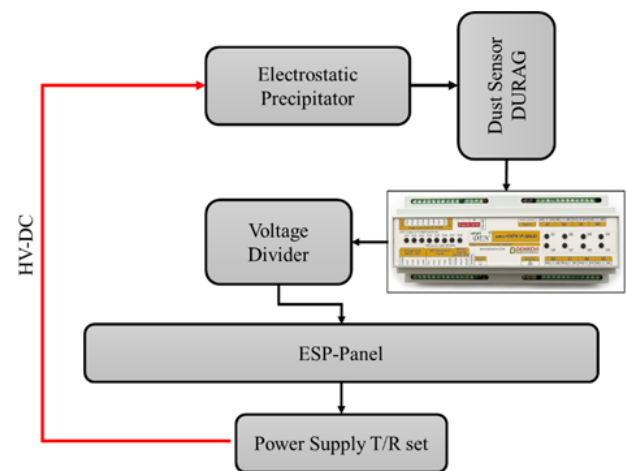 Electrostatic
Precipitator
Dust Sensor
DURAG
Voltage
Divider
HV-DC
ESP-Panel
Power Supply T/R set